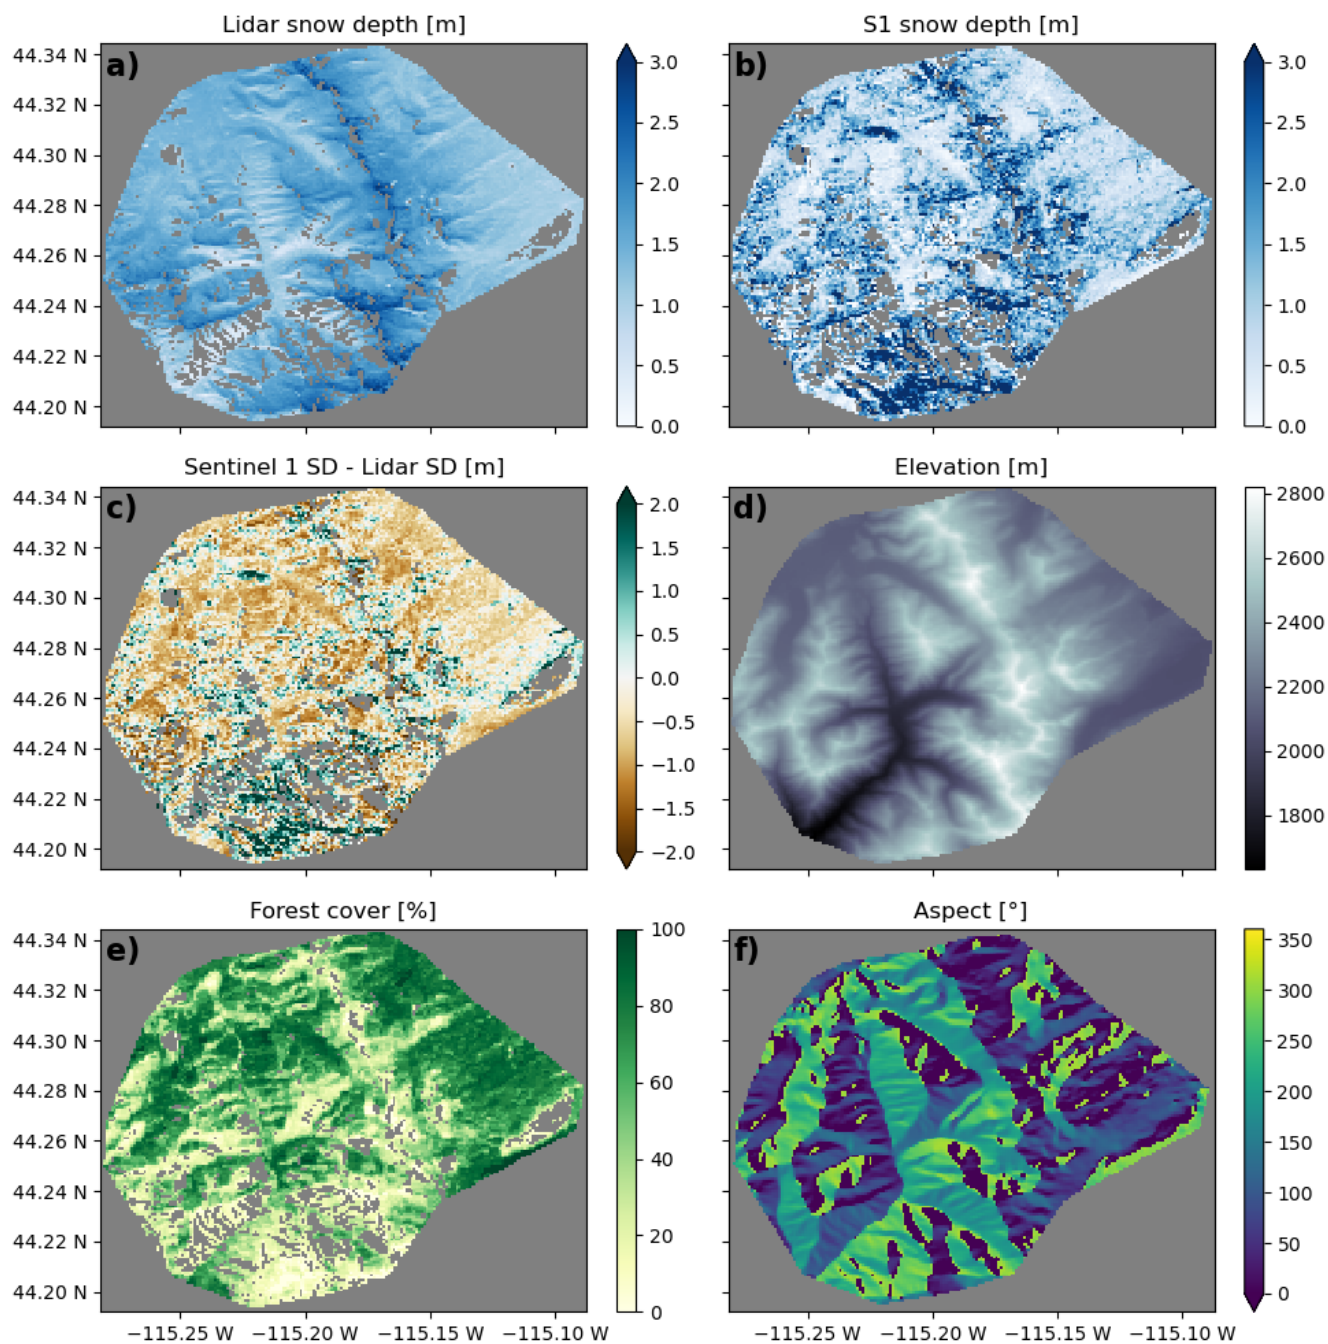 Lidar snow depth [m]
S1 snow depth [m]
a)
b)
44.34 N
44.32 N
44.30 N
44.28 N
44.26 N
44.24 N
44.22 N
44.20 N
3.0
2.5
2.0
1.5
1.0
0.5
0.0
3.0
2.5
2.0
1.5
1.0
0.5
0.0
Sentinel 1 SD - Lidar SD [m]
Elevation [m]
c)
d)
44.34 N
44.32 N
44.30 N
44.28 N
44.26 N
44.24 N
44.22 N
44.20 N
2.0
1.5
1.0
0.5
0.0
−0.5
−1.0
−1.5
−2.0
2800
2600
2400
2200
2000
1800
Forest cover [%]
Aspect [°]
e)
f)
44.34 N
44.32 N
44.30 N
44.28 N
44.26 N
44.24 N
44.22 N
44.20 N
100
80
60
40
20
0
350
300
250
200
150
100
50
0
−115.25 W −115.20 W −115.15 W −115.10 W
−115.25 W −115.20 W −115.15 W −115.10 W